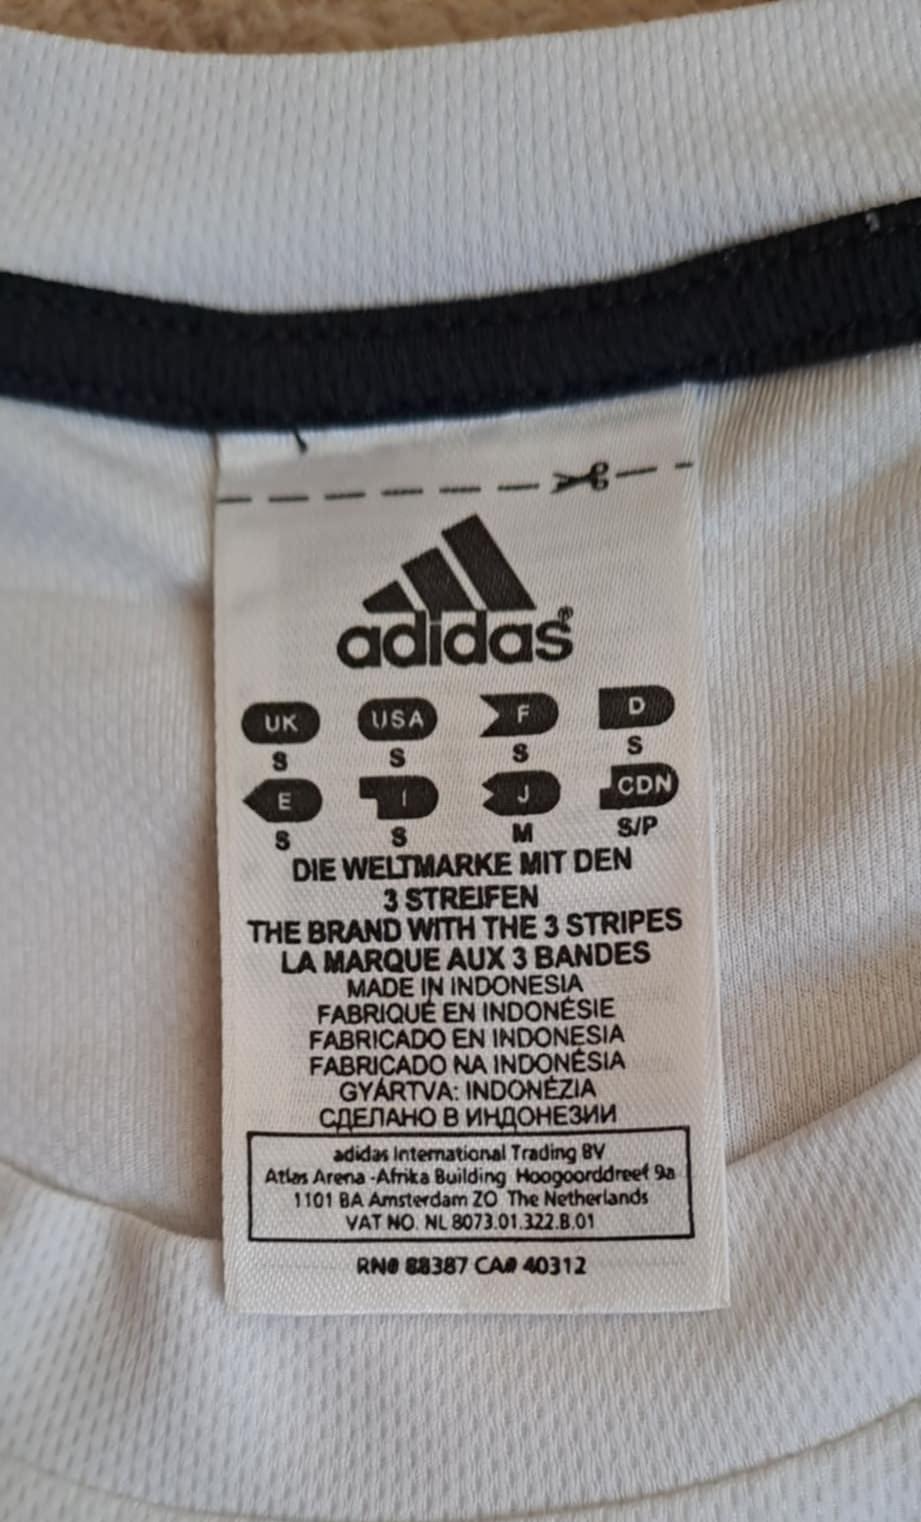 adidas®
UK USA F D
S S S S
E I J CDN
S S M S/P
DIE WELTMARKE MIT DEN
3 STREIFEN
THE BRAND WITH THE 3 STRIPES
LA MARQUE AUX 3 BANDES
MADE IN INDONESIA
FABRIQUÉ EN INDONÉSIE
FABRICADO EN INDONESIA
FABRICADO NA INDONÉSIA
GYÁRTVA: INDONÉZIA
СДЕЛАНО В ИНДОНЕЗИИ
adidas International Trading BV
Atlas Arena -Afrika Building Hoogoorddreef 9a
1101 BA Amsterdam ZO The Netherlands
VAT NO. NL 8073.01.322.B.01
RN# 88387 CA# 40312